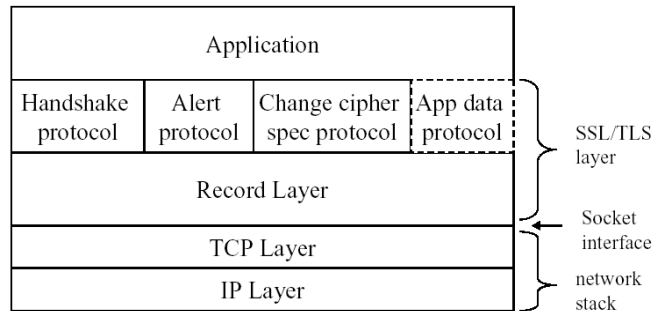 Application
Handshake protocol
Alert protocol
Change cipher spec protocol
App data protocol
SSL/TLS layer
Record Layer
Socket interface
TCP Layer
IP Layer
network stack